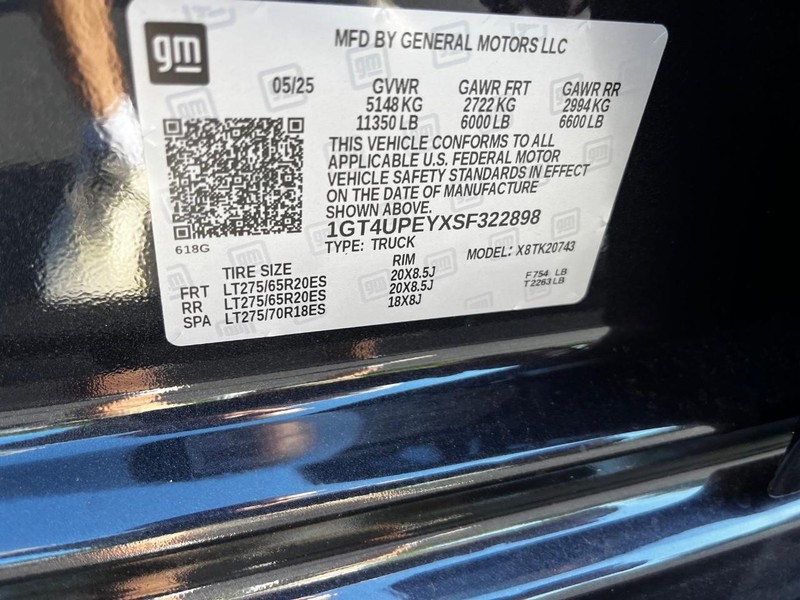 gm
MFD BY GENERAL MOTORS LLC
05/25 GVWR GAWR FRT GAWR RR
5148 KG 2722 KG 2994 KG
11350 LB 6000 LB 6600 LB
THIS VEHICLE CONFORMS TO ALL
APPLICABLE U.S. FEDERAL MOTOR
VEHICLE SAFETY STANDARDS IN EFFECT
ON THE DATE OF MANUFACTURE
SHOWN ABOVE.
1GT4UPEYXSF322898
618G
TYPE: TRUCK MODEL: X8TK20743
TIRE SIZE RIM
FRT LT275/65R20ES 20X8.5J
RR LT275/65R20ES 20X8.5J
SPA LT275/70R18ES 18X8J
F754 LB
T2263 LB